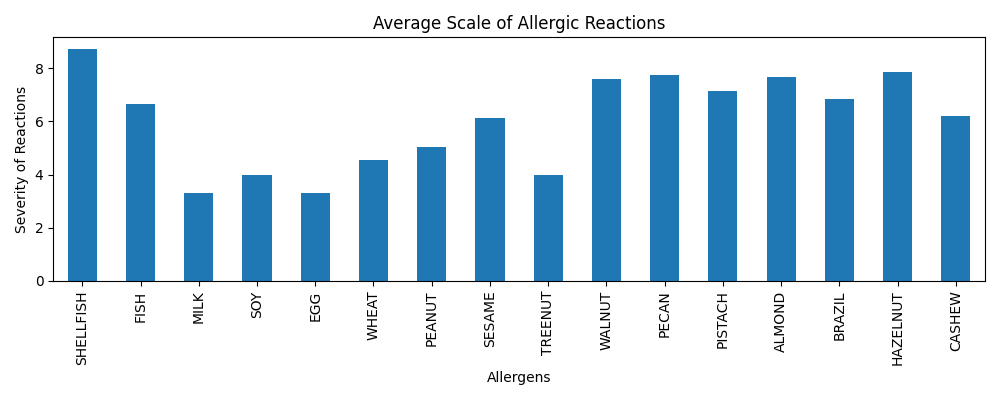 Average Scale of Allergic Reactions
Severity of Reactions
8
6
4
2
0
SHELLFISH
FISH
MILK
SOY
EGG
WHEAT
PEANUT
SESAME
TREENUT
WALNUT
PECAN
PISTACH
ALMOND
BRAZIL
HAZELNUT
CASHEW
Allergens